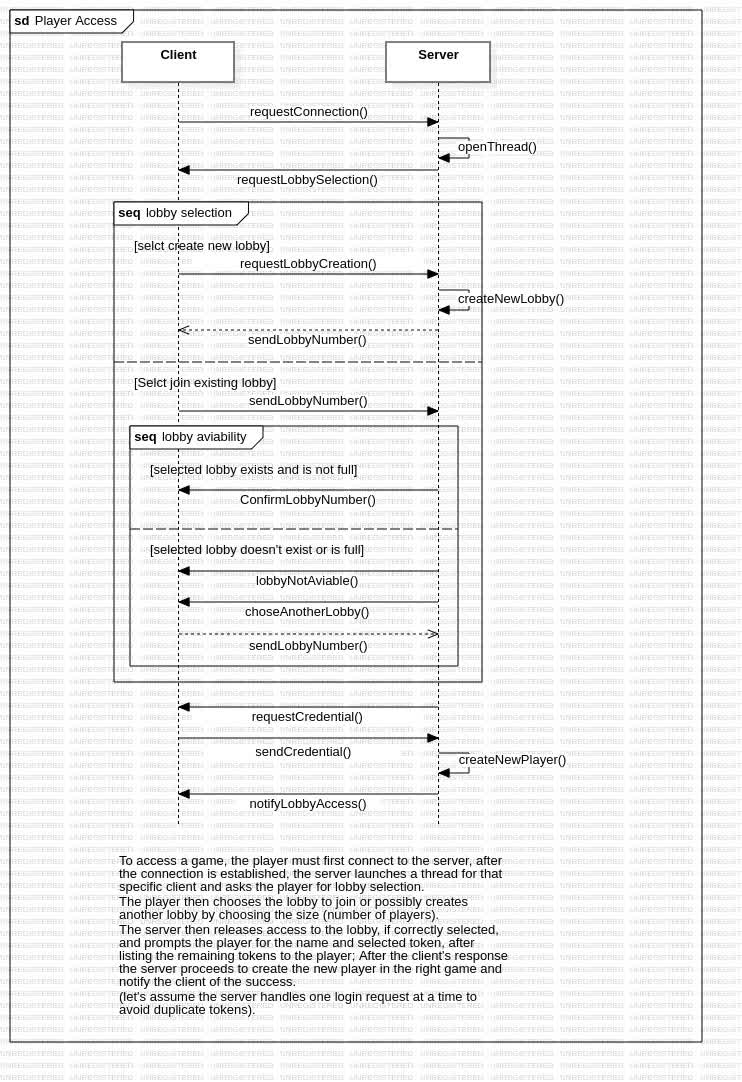 sd Player Access
Client
Server
requestConnection()
openThread()
requestLobbySelection()
seq lobby selection
[selct create new lobby]
requestLobbyCreation()
createNewLobby()
sendLobbyNumber()
[Selct join existing lobby]
sendLobbyNumber()
seq lobby aviability
[selected lobby exists and is not full]
ConfirmLobbyNumber()
[selected lobby doesn't exist or is full]
lobbyNotAviable()
choseAnotherLobby()
sendLobbyNumber()
requestCredential()
sendCredential()
createNewPlayer()
notifyLobbyAccess()
To access a game, the player must first connect to the server, after
the connection is established, the server launches a thread for that
specific client and asks the player for lobby selection.
The player then chooses the lobby to join or possibly creates
another lobby by choosing the size (number of players).
The server then releases access to the lobby, if correctly selected,
and prompts the player for the name and selected token, after
listing the remaining tokens to the player; After the client's response
the server proceeds to create the new player in the right game and
notify the client of the success.
(let's assume the server handles one login request at a time to
avoid duplicate tokens).